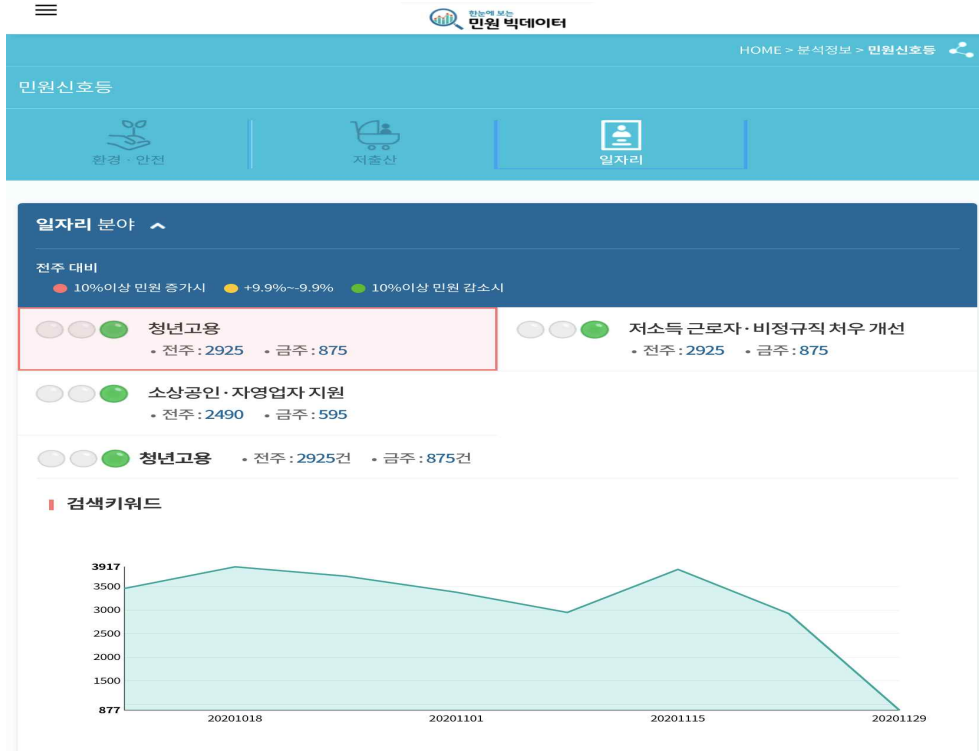 한눈에 보는
민원 빅데이터
HOME > 분석정보 > 민원신호등
민원신호등
환경 · 안전
저출산
일자리
일자리 분야
전주 대비
10%이상 민원 증가시 +9.9%~-9.9% 10%이상 민원 감소시
청년고용
• 전주 : 2925 • 금주 : 875
저소득 근로자 · 비정규직 처우 개선
• 전주 : 2925 • 금주 : 875
소상공인 · 자영업자 지원
• 전주 : 2490 • 금주 : 595
청년고용 • 전주 : 2925건 • 금주 : 875건
검색키워드
3917
3500
3000
2500
2000
1500
877
20201018 20201101 20201115 20201129